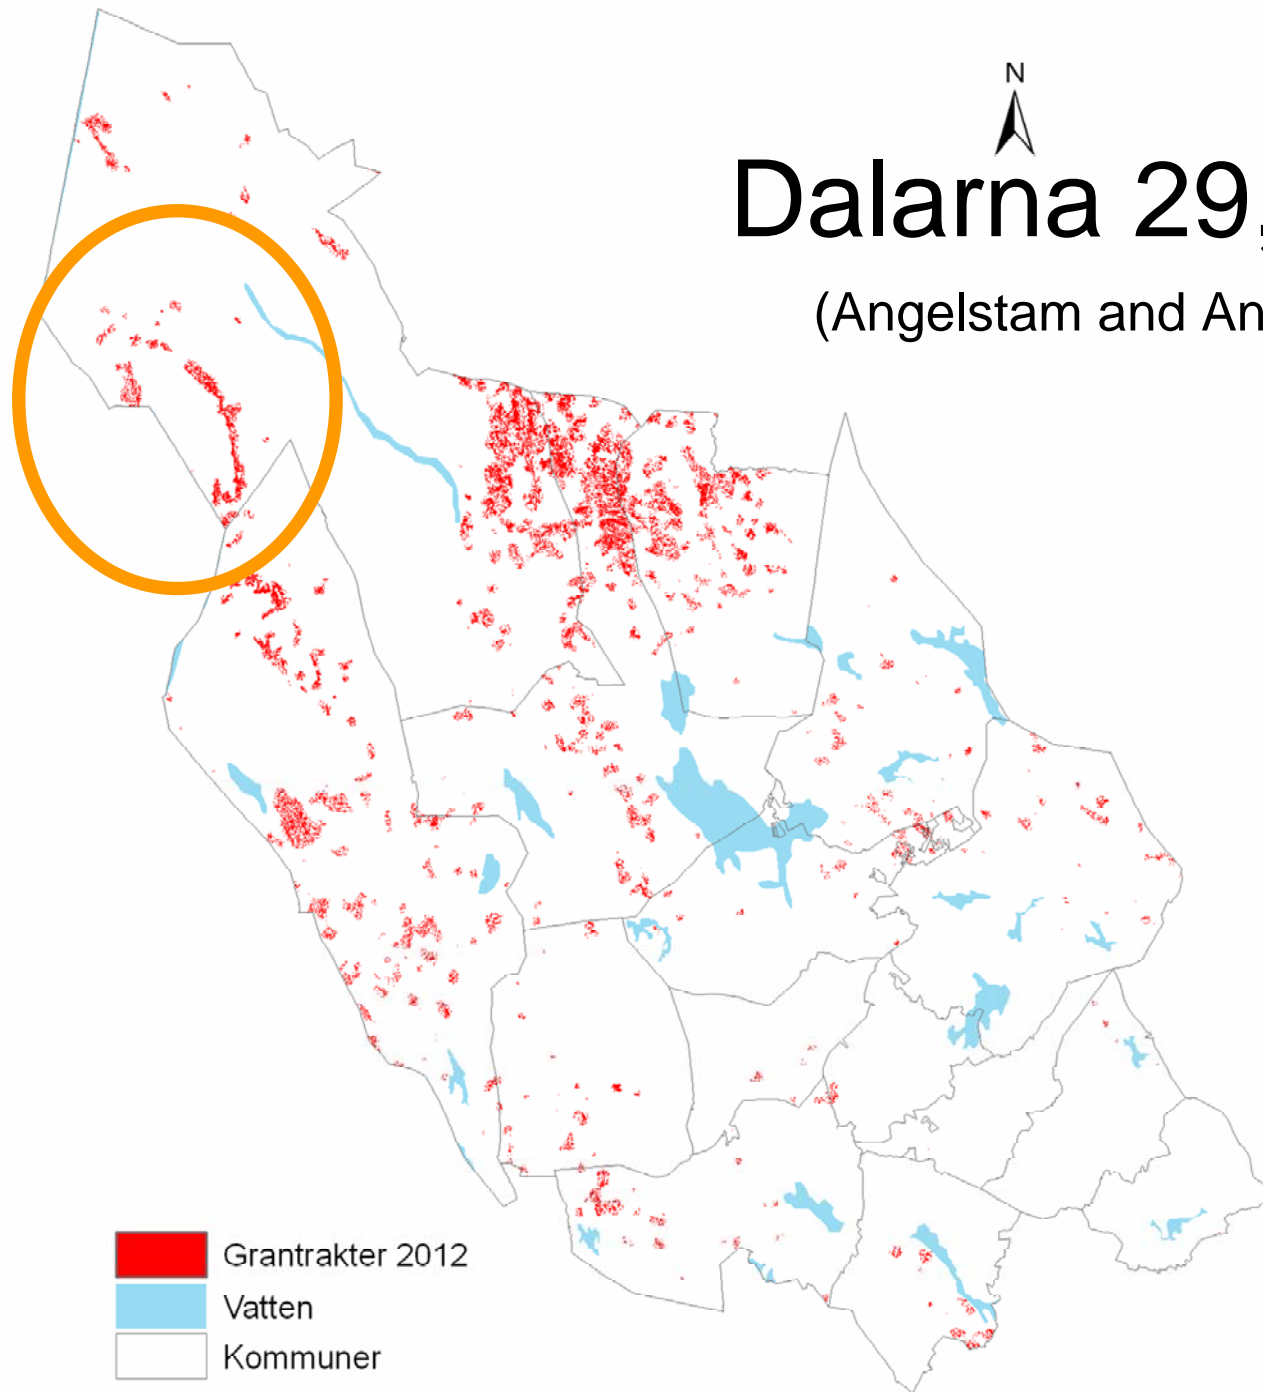 N
Dalarna 29,
(Angelstam and An
Grantrakter 2012
Vatten
Kommuner